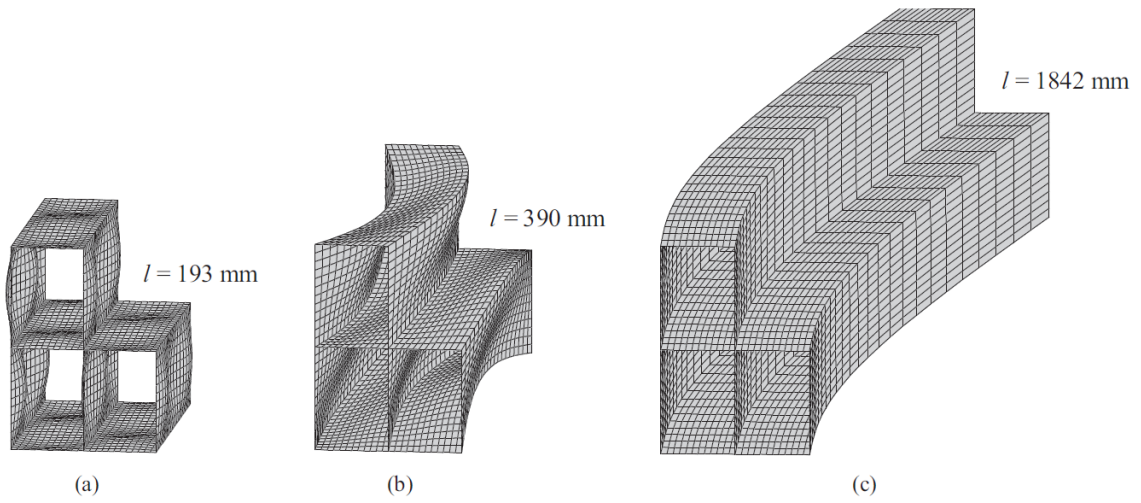 l = 193 mm
l = 390 mm
l = 1842 mm
(a)
(b)
(c)